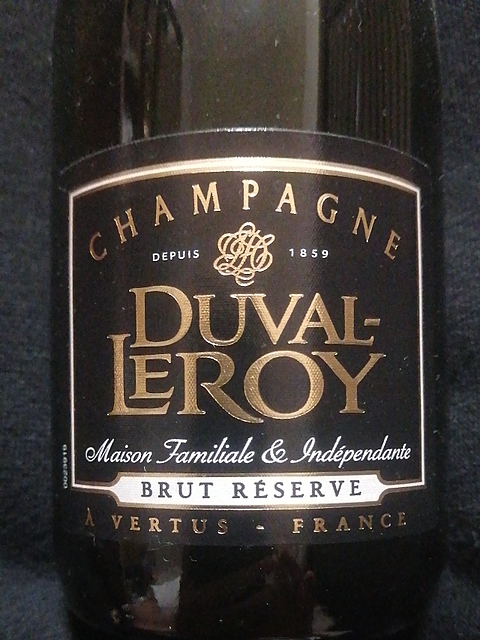 CHAMPAGNE
DEPUIS 1859
DUVAL-
LEROY
Maison Familiale & Indépendante
BRUT RÉSERVE
À VERTUS - FRANCE